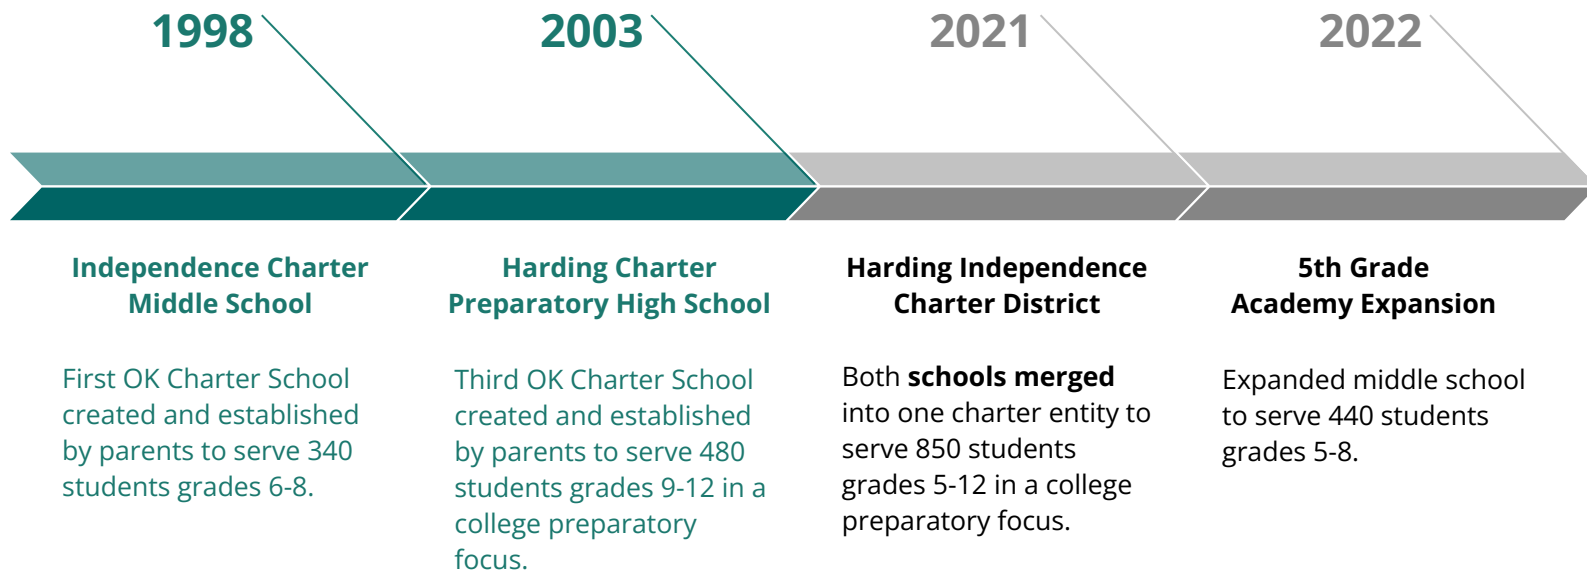 1998
2003
2021
2022
Independence Charter
Middle School
First OK Charter School
created and established
by parents to serve 340
students grades 6-8.
Harding Charter
Preparatory High School
Third OK Charter School
created and established
by parents to serve 480
students grades 9-12 in a
college preparatory
focus.
Harding Independence
Charter District
Both schools merged
into one charter entity to
serve 850 students
grades 5-12 in a college
preparatory focus.
5th Grade
Academy Expansion
Expanded middle school
to serve 440 students
grades 5-8.